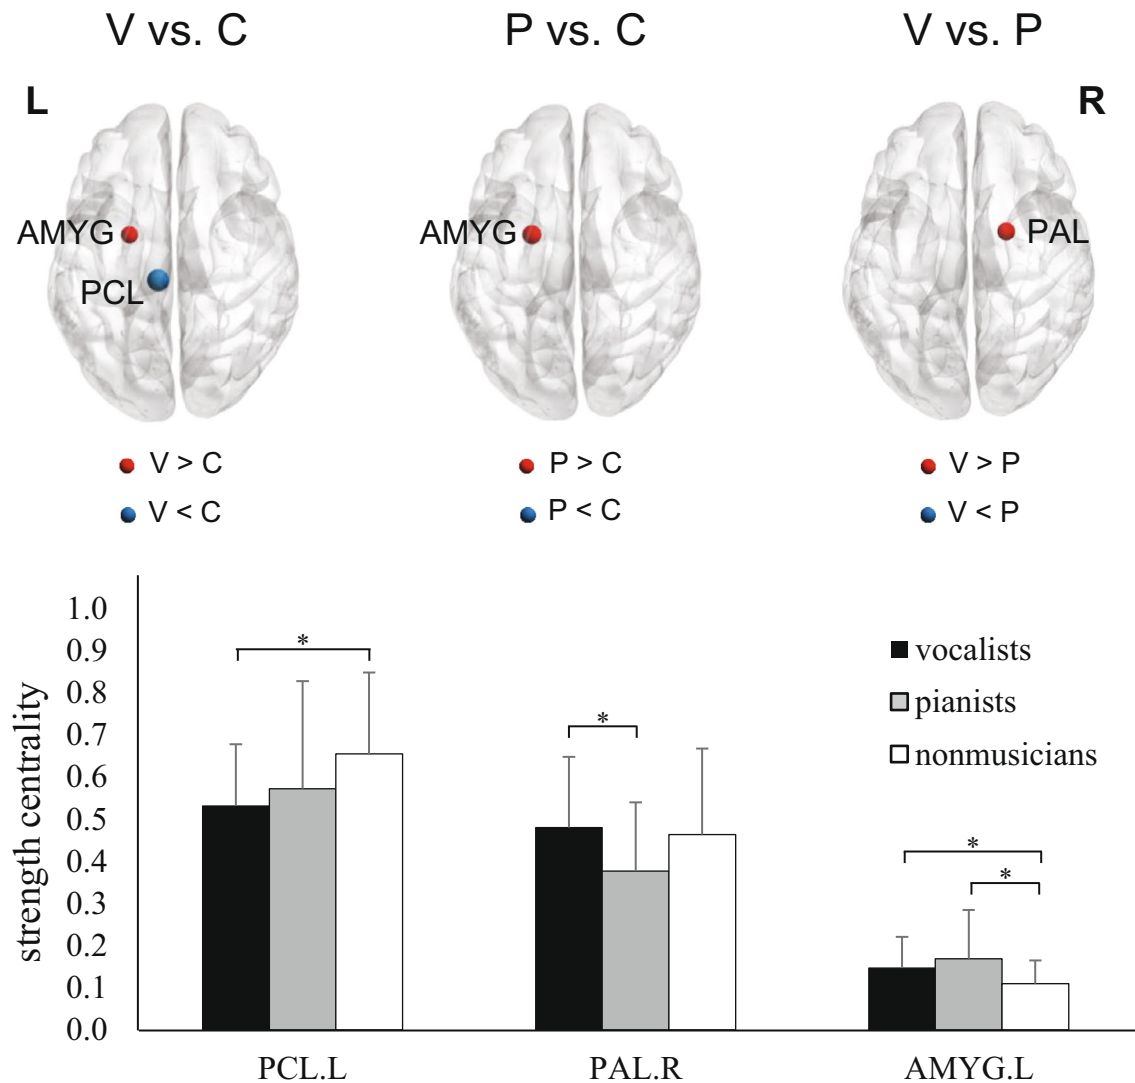 V vs. C P vs. C V vs. P
L R
AMYG AMYG PAL
PCL
V > C P > C V > P
V < C P < C V < P
1.0
0.9
0.8
0.7
0.6
0.5
0.4
0.3
0.2
0.1
0.0
strength centrality
*
*
*
*
vocalists
pianists
nonmusicians
PCL.L PAL.R AMYG.L